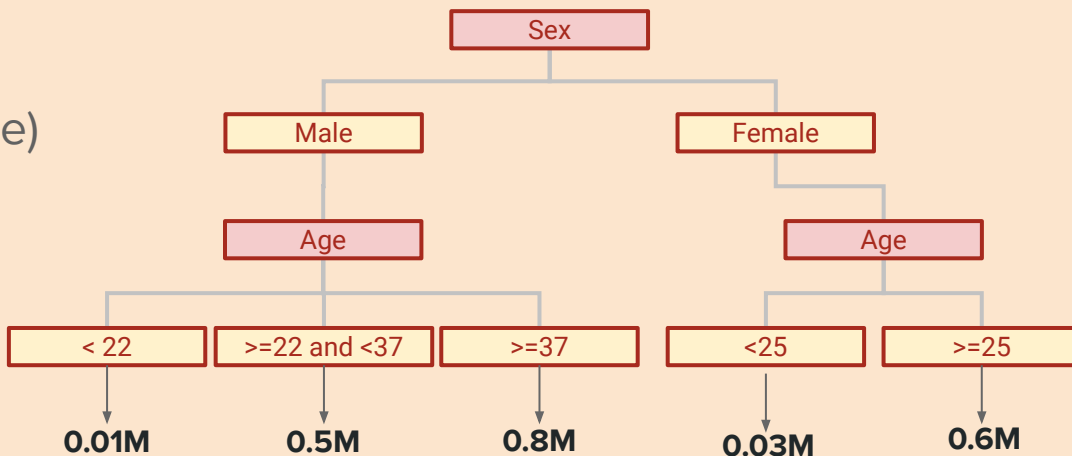 Sex
e)
Male
Female
Age
Age
< 22
>=22 and <37
>=37
<25
>=25
0.01M
0.5M
0.8M
0.03M
0.6M